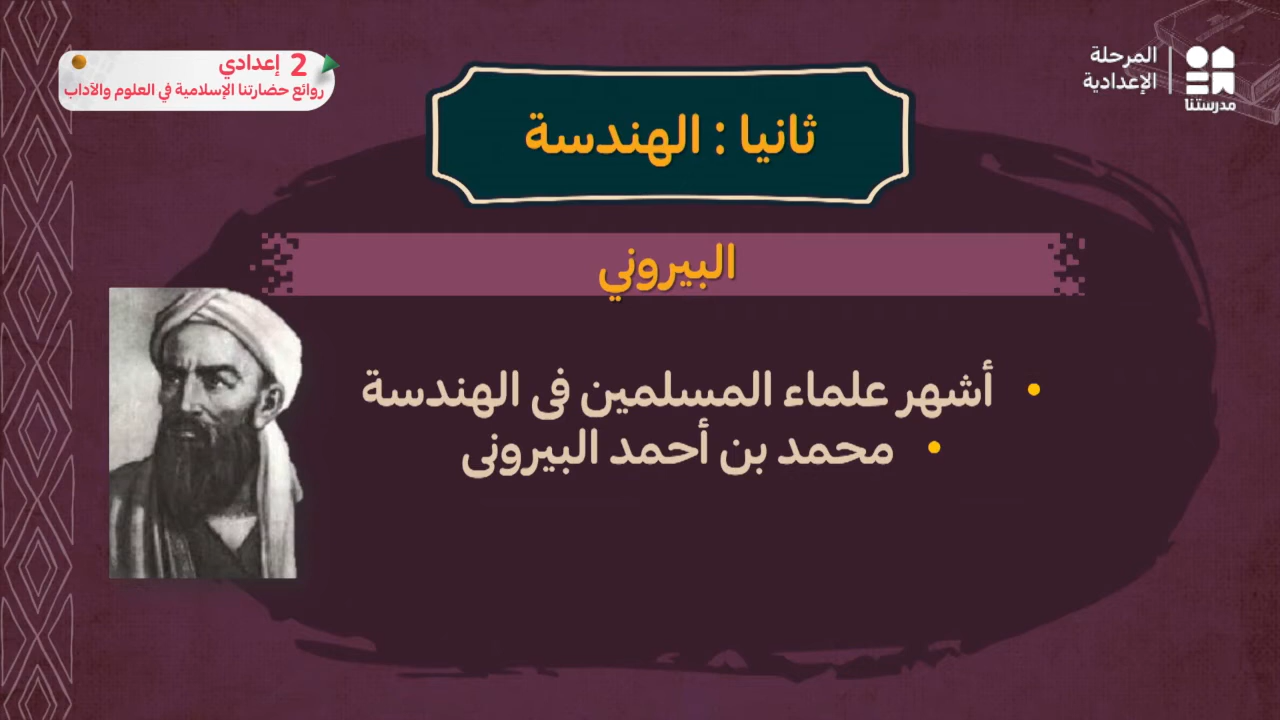 المرحلة
الإعدادية
مدرستنا
2 إعدادي
روائع حضارتنا الإسلامية في العلوم والآداب
ثانيا : الهندسة
البيروني
• أشهر علماء المسلمين فى الهندسة
• محمد بن أحمد البيرونى